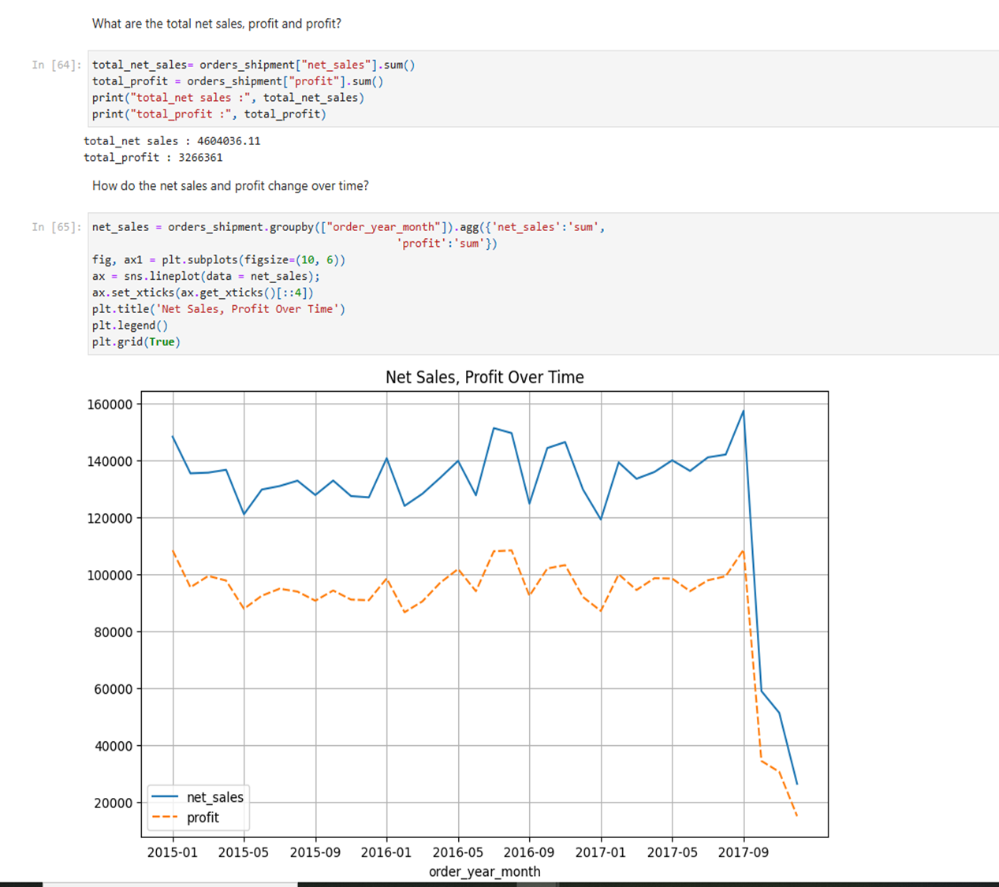 What are the total net sales, profit and profit?
In [64]: total_net_sales= orders_shipment["net_sales"].sum()
total_profit = orders_shipment["profit"].sum()
print("total_net sales :", total_net_sales)
print("total_profit :", total_profit)
total_net sales : 4604036.11
total_profit : 3266361
How do the net sales and profit change over time?
In [65]: net_sales = orders_shipment.groupby(["order_year_month"]).agg({'net_sales':'sum',
'profit':'sum'})
fig, ax1 = plt.subplots(figsize=(10, 6))
ax = sns.lineplot(data = net_sales);
ax.set_xticks(ax.get_xticks()[::4])
plt.title('Net Sales, Profit Over Time')
plt.legend()
plt.grid(True)
Net Sales, Profit Over Time
160000
140000
120000
100000
80000
60000
40000
20000
net_sales
profit
2015-01 2015-05 2015-09 2016-01 2016-05 2016-09 2017-01 2017-05 2017-09
order_year_month